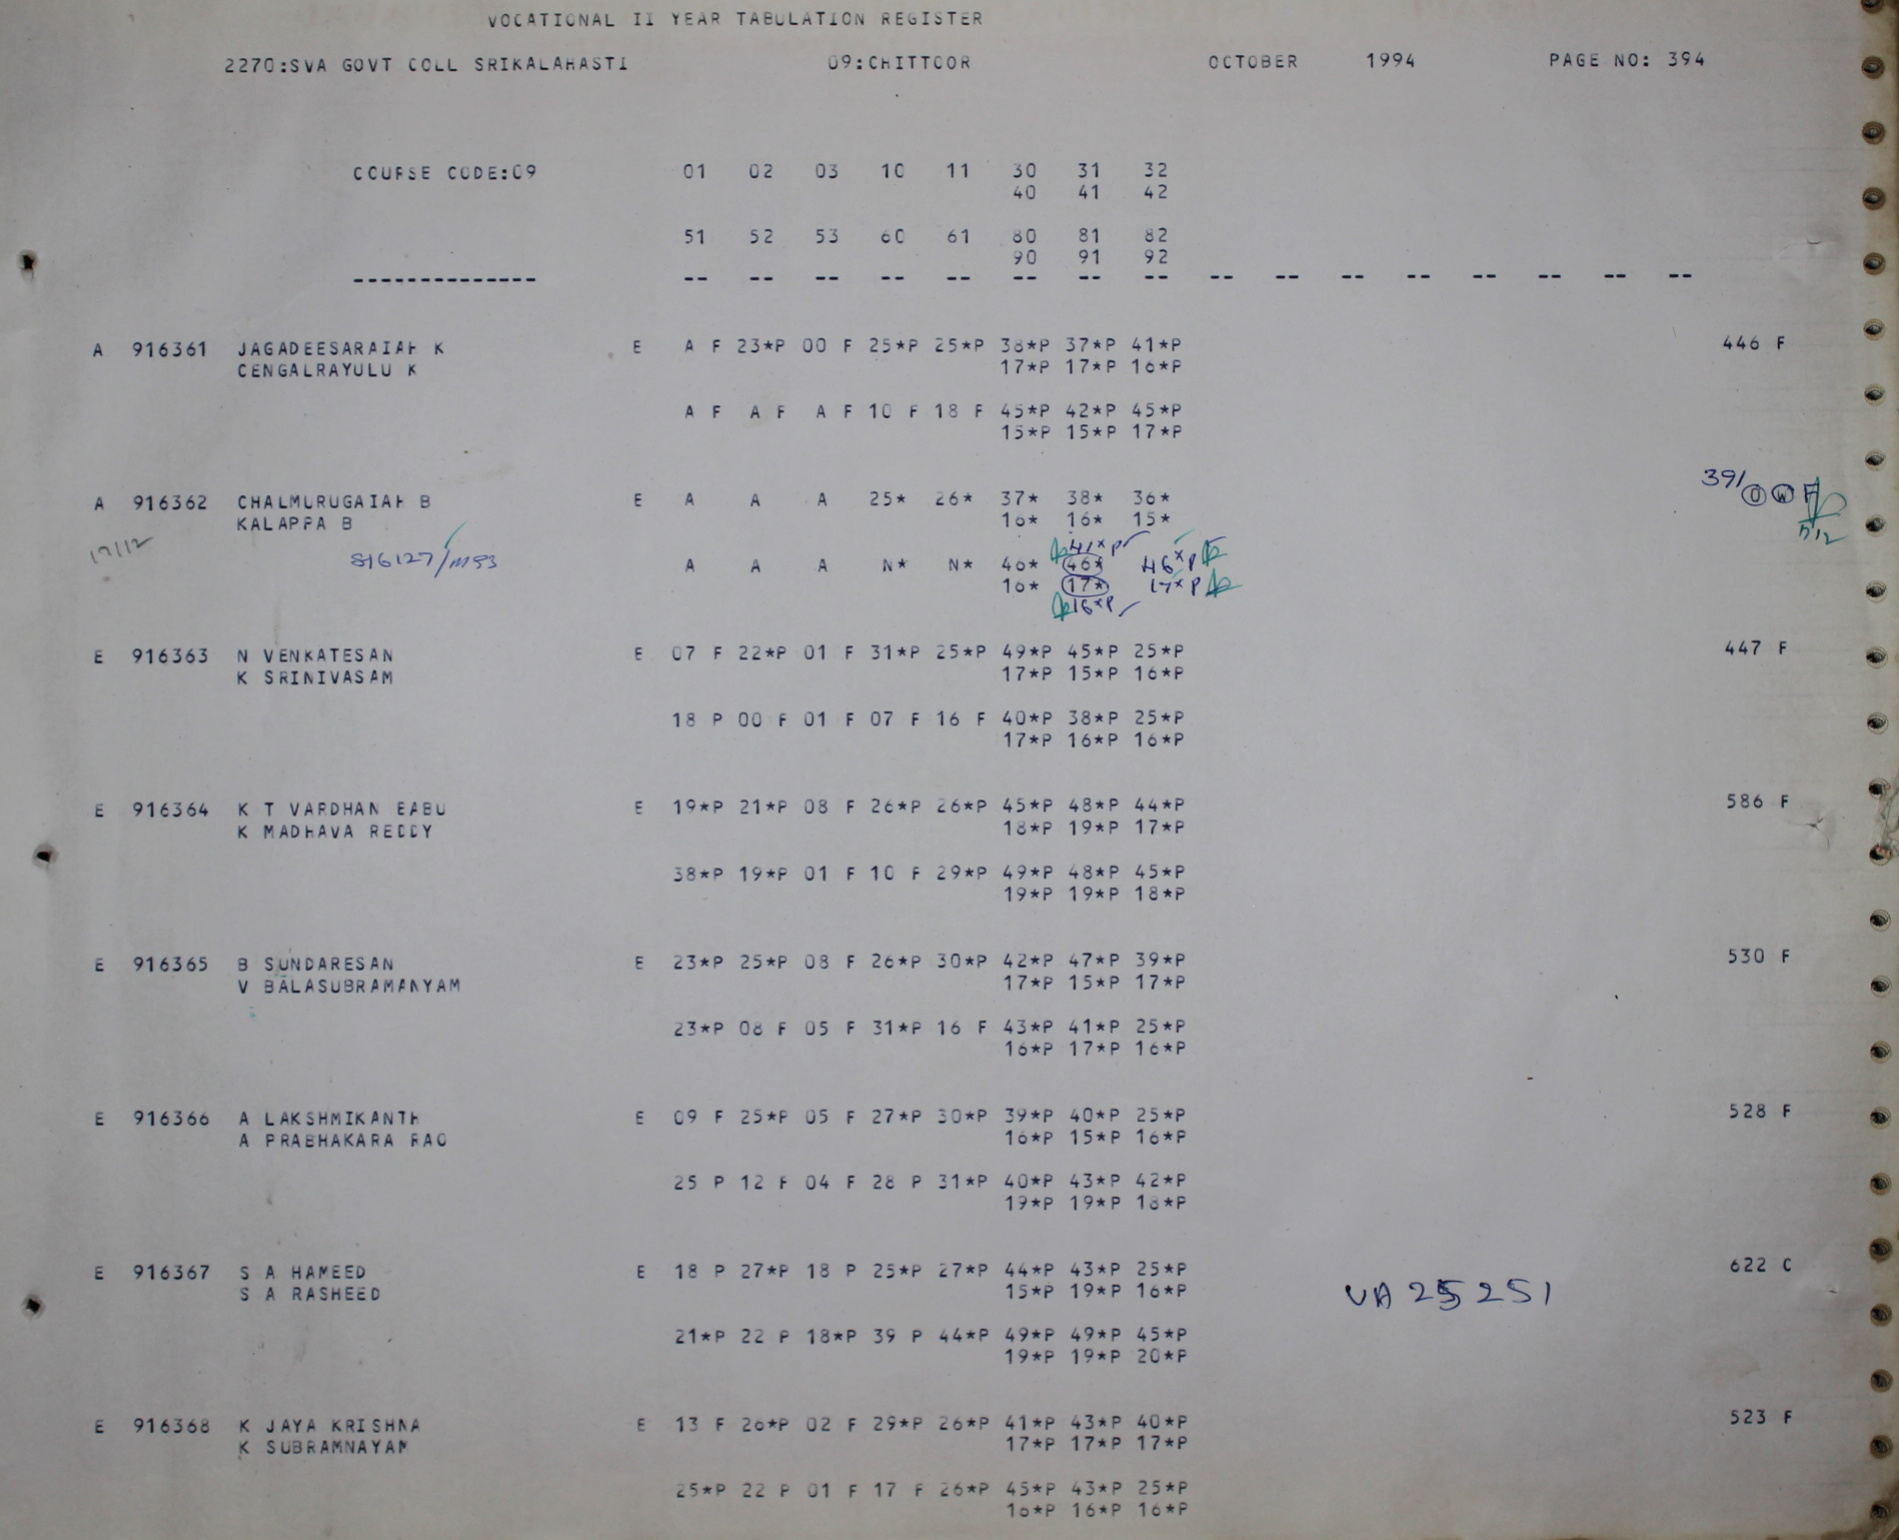 VOCATIONAL II YEAR TABULATION REGISTER
2270:SVA GOVT COLL SRIKALAHASTI 09:CHITTOOR OCTOBER 1994 PAGE NO: 394
COURSE CODE:09 01 02 03 10 11 30 31 32
40 41 42
51 52 53 60 61 80 81 82
90 91 92
-------------- -- -- -- -- -- -- -- -- -- -- -- -- -- -- -- --
A 916361 JAGADEESARAIAH K E A F 23*P 00 F 25*P 25*P 38*P 37*P 41*P 446 F
CENGALRAYULU K 17*P 17*P 16*P
A F A F A F 10 F 18 F 45*P 42*P 45*P
15*P 15*P 17*P
A 916362 CHALMURUGAIAH B E A A A 25* 26* 37* 38* 36* 391
KALAPPA B 16* 16* 15*
17/12 816127/M93 41*P
A A A N* N* 46* 46* 46*P
16* 17* 17*P
16*P
E 916363 N VENKATESAN E 07 F 22*P 01 F 31*P 25*P 49*P 45*P 25*P 447 F
K SRINIVASAM 17*P 15*P 16*P
18 P 00 F 01 F 07 F 16 F 40*P 38*P 25*P
17*P 16*P 16*P
E 916364 K T VARDHAN BABU E 19*P 21*P 08 F 26*P 26*P 45*P 48*P 44*P 586 F
K MADHAVA REDDY 18*P 19*P 17*P
38*P 19*P 01 F 10 F 29*P 49*P 48*P 45*P
19*P 19*P 18*P
E 916365 B SUNDARESAN E 23*P 25*P 08 F 26*P 30*P 42*P 47*P 39*P 530 F
V BALASUBRAMANYAM 17*P 15*P 17*P
23*P 08 F 05 F 31*P 16 F 43*P 41*P 25*P
16*P 17*P 16*P
E 916366 A LAKSHMIKANTH E 09 F 25*P 05 F 27*P 30*P 39*P 40*P 25*P 528 F
A PRABHAKARA RAO 16*P 15*P 16*P
25 P 12 F 04 F 28 P 31*P 40*P 43*P 42*P
19*P 19*P 18*P
E 916367 S A HAMEED E 18 P 27*P 18 P 25*P 27*P 44*P 43*P 25*P 622 C
S A RASHEED 15*P 19*P 16*P VA 25251
21*P 22 P 18*P 39 P 44*P 49*P 49*P 45*P
19*P 19*P 20*P
E 916368 K JAYA KRISHNA E 13 F 26*P 02 F 29*P 26*P 41*P 43*P 40*P 523 F
K SUBRAMNAYAM 17*P 17*P 17*P
25*P 22 P 01 F 17 F 26*P 45*P 43*P 25*P
16*P 16*P 16*P